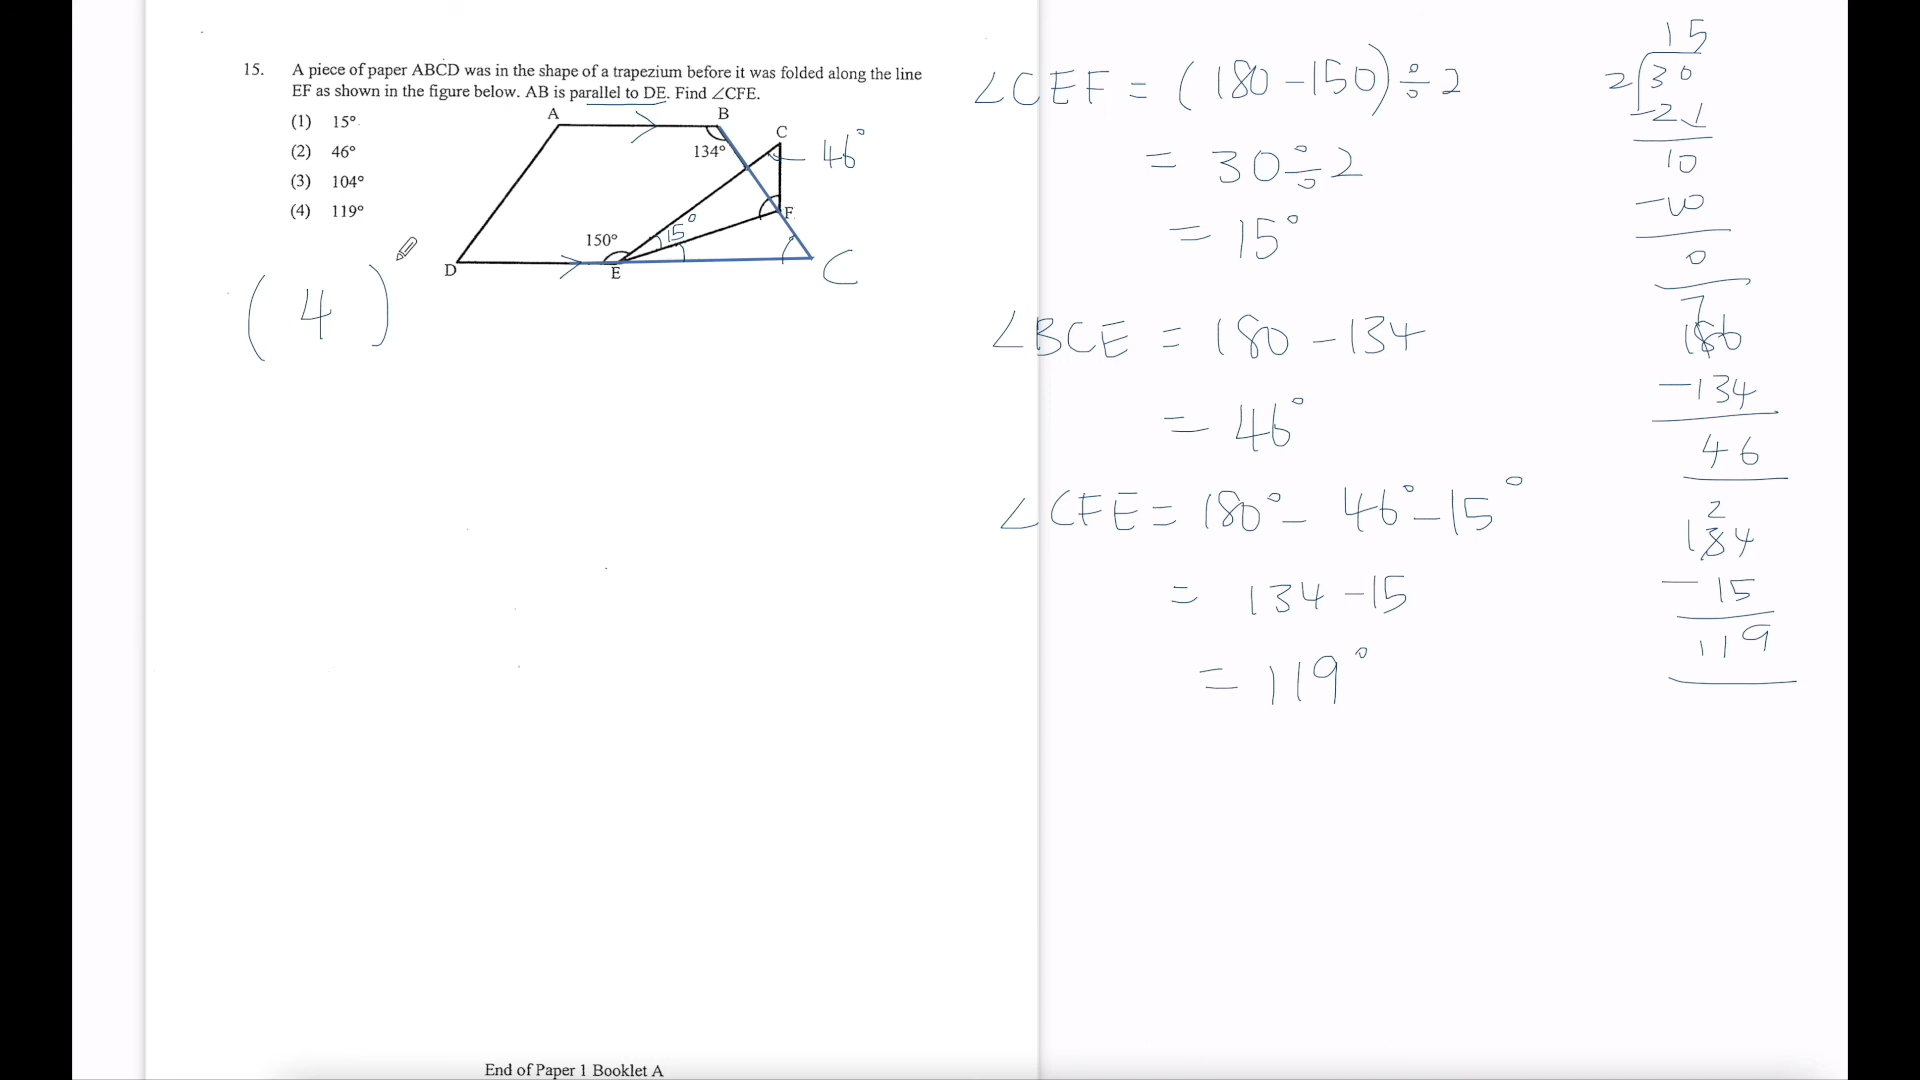 15. A piece of paper ABCD was in the shape of a trapezium before it was folded along the line
EF as shown in the figure below. AB is parallel to DE. Find ∠CFE.
(1) 15°
(2) 46°
(3) 104°
(4) 119°
A
B
C
134°
46°
F
15°
150°
D
E
C
( 4 )
∠CEF = (180 - 150) ÷ 2
= 30 ÷ 2
= 15°
∠BCE = 180 - 134
= 46°
∠CFE = 180° - 46° - 15°
= 134 - 15
= 119°
15
2 30
-2
10
-10
0
7
180
-134
46
2
134
- 15
119
End of Paper 1 Booklet A